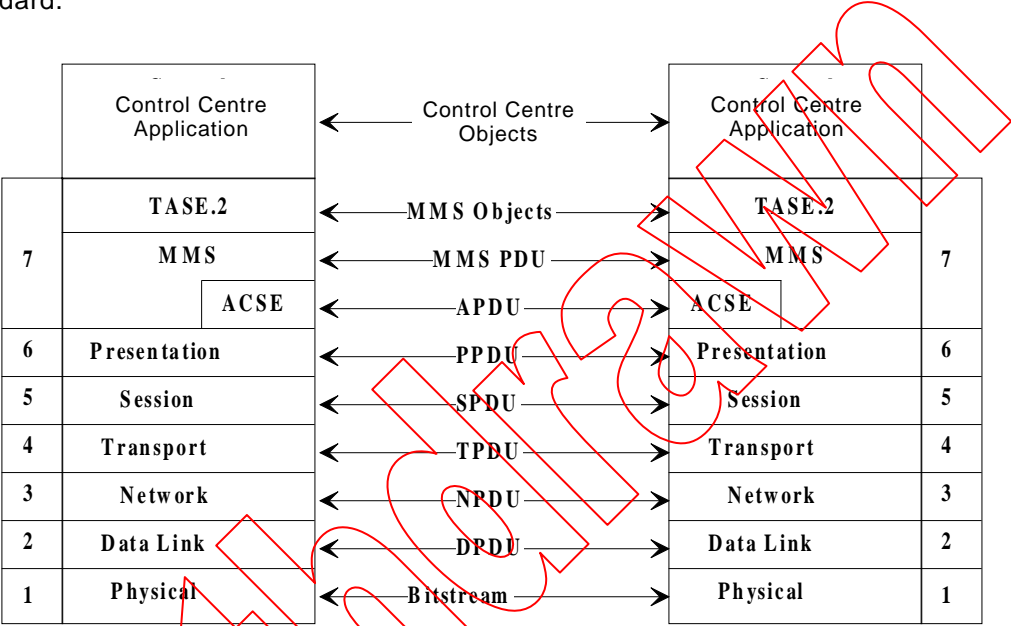 dard.
Control Centre Application
Control Centre Objects
Control Centre Application
TASE.2
MMS Objects
TASE.2
7
MMS
MMS PDU
MMS
7
ACSE
APDU
ACSE
6
Presentation
PPDU
Presentation
6
5
Session
SPDU
Session
5
4
Transport
TPDU
Transport
4
3
Network
NPDU
Network
3
2
Data Link
DPDU
Data Link
2
1
Physical
Bitstream
Physical
1